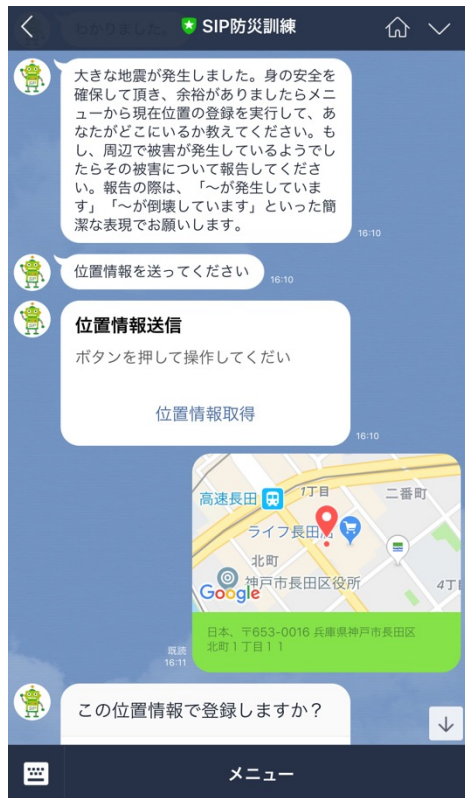 わかりました。
SIP防災訓練
大きな地震が発生しました。身の安全を
確保して頂き、余裕がありましたらメニ
ューから現在位置の登録を実行して、あ
なたがどこにいるか教えてください。も
し、周辺で被害が発生しているようでし
たらその被害について報告してくださ
い。報告の際は、「〜が発生していま
す」「〜が倒壊しています」といった簡
潔な表現でお願いします。
16:10
位置情報を送ってください
16:10
位置情報送信
ボタンを押して操作してくだい
位置情報取得
16:10
高速長田
1丁目
二番町
ライフ長田
北町
神戸市長田区役所
4丁
Google
日本、〒653-0016 兵庫県神戸市長田区
北町1丁目11
既読
16:11
この位置情報で登録しますか？
メニュー